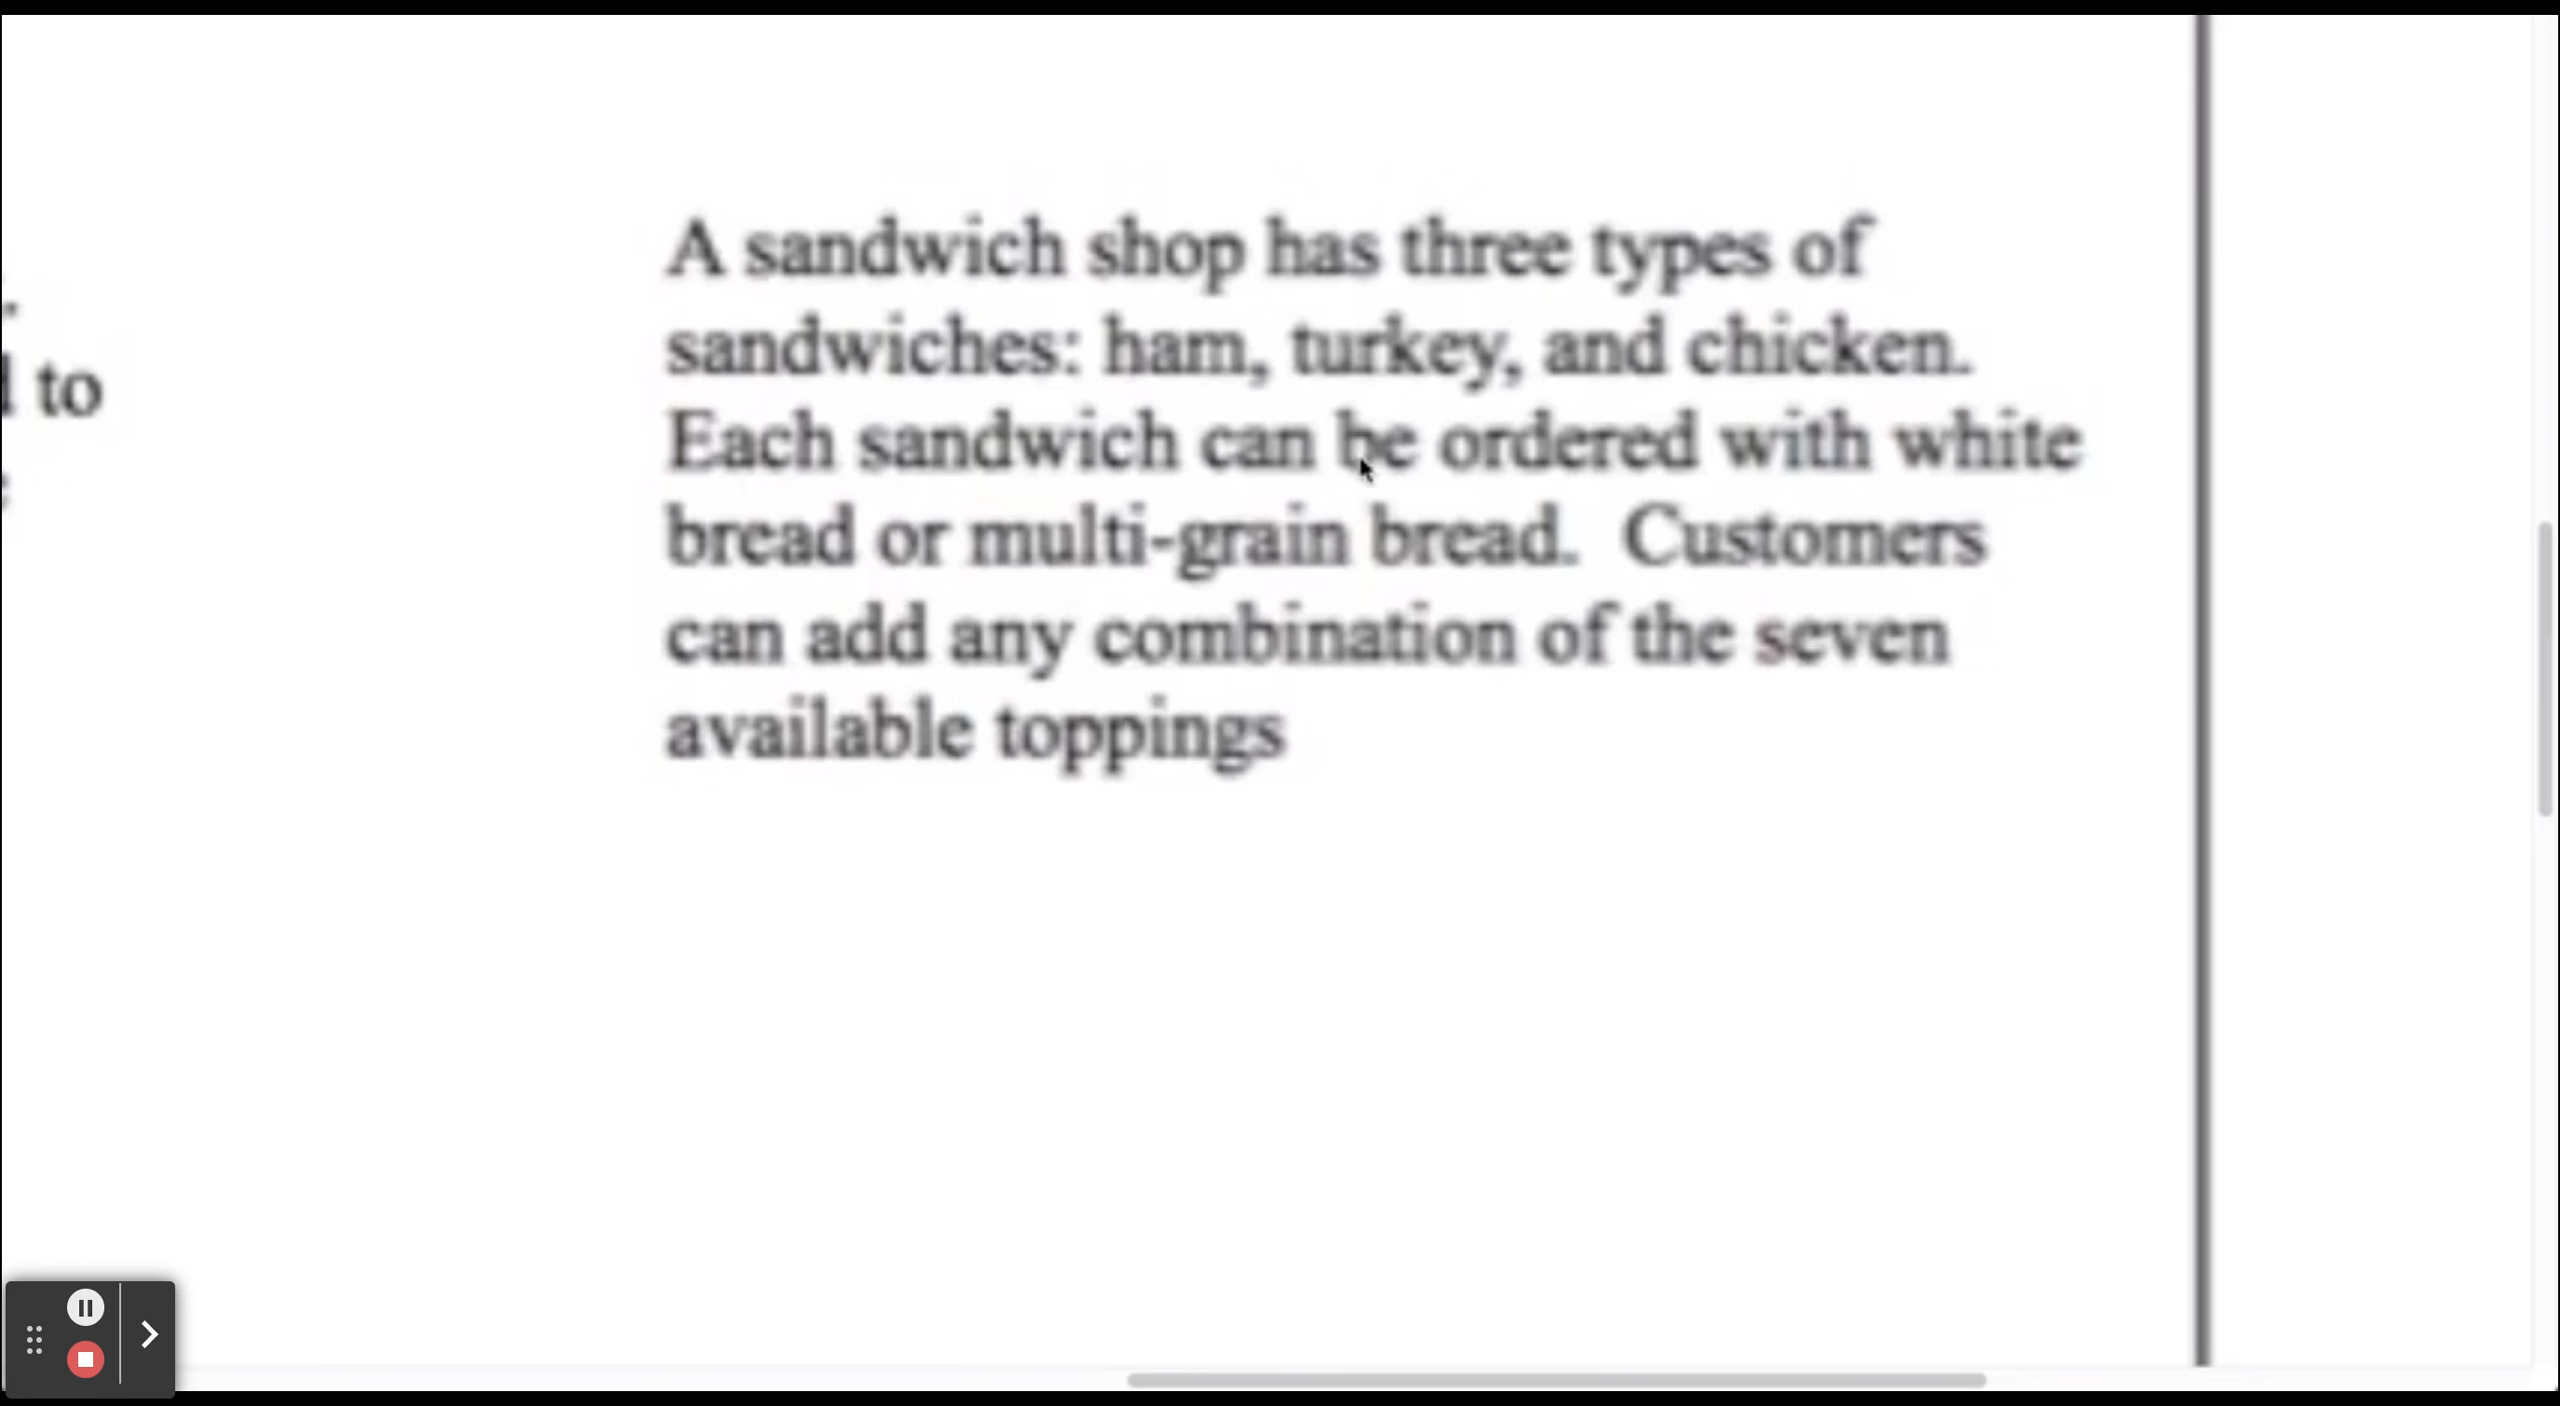 A sandwich shop has three types of
sandwiches: ham, turkey, and chicken.
to
Each sandwich can be ordered with white
bread or multi-grain bread. Customers
can add any combination of the seven
available toppings